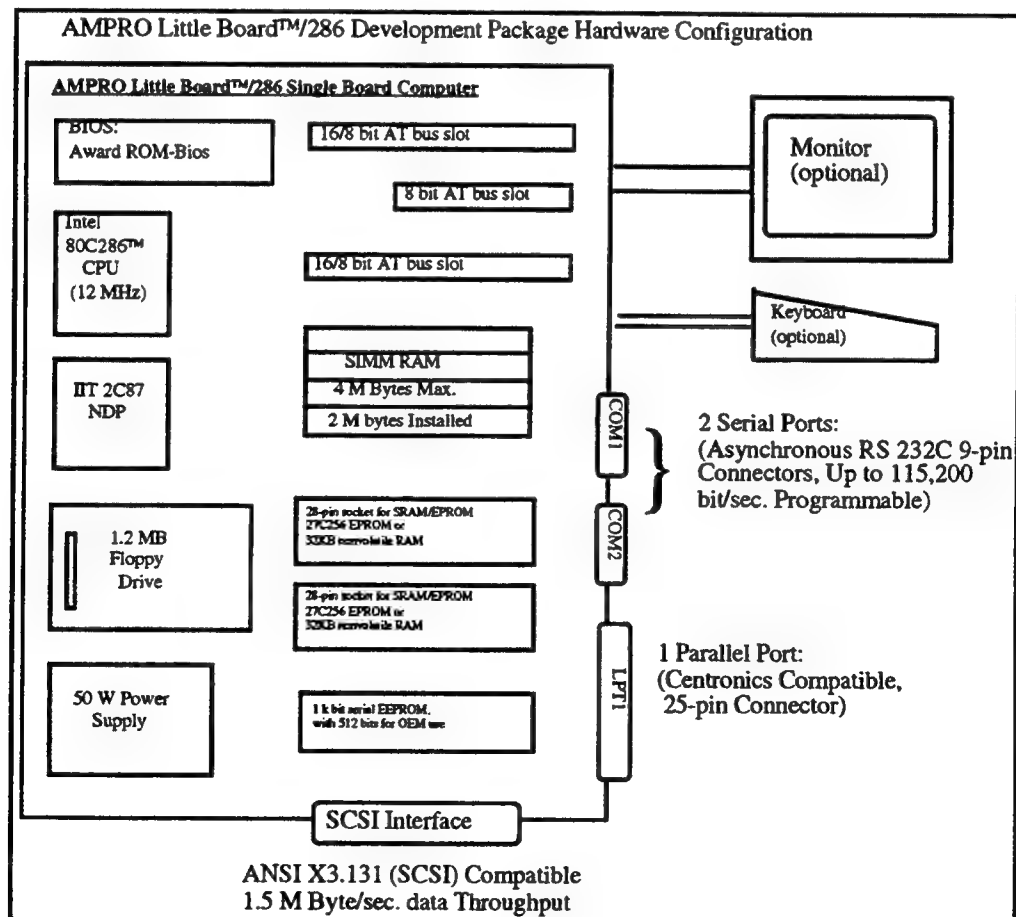 AMPRO Little Board™/286 Development Package Hardware Configuration
AMPRO Little Board™/286 Single Board Computer
BIOS:
Award ROM-Bios
16/8 bit AT bus slot
8 bit AT bus slot
Intel
80C286™
CPU
(12 MHz)
16/8 bit AT bus slot
Monitor
(optional)
Keyboard
(optional)
IIT 2C87
NDP
SIMM RAM
4 M Bytes Max.
2 M bytes Installed
COM1
COM2
2 Serial Ports:
(Asynchronous RS 232C 9-pin
Connectors, Up to 115,200
bit/sec. Programmable)
1.2 MB
Floppy
Drive
28-pin socket for SRAM/EPROM
27C256 EPROM or
32KB nonvolatile RAM
28-pin socket for SRAM/EPROM
27C256 EPROM or
32KB nonvolatile RAM
50 W Power
Supply
1 k bit serial EEPROM,
with 512 bits for OEM use
LPT1
1 Parallel Port:
(Centronics Compatible,
25-pin Connector)
SCSI Interface
ANSI X3.131 (SCSI) Compatible
1.5 M Byte/sec. data Throughput